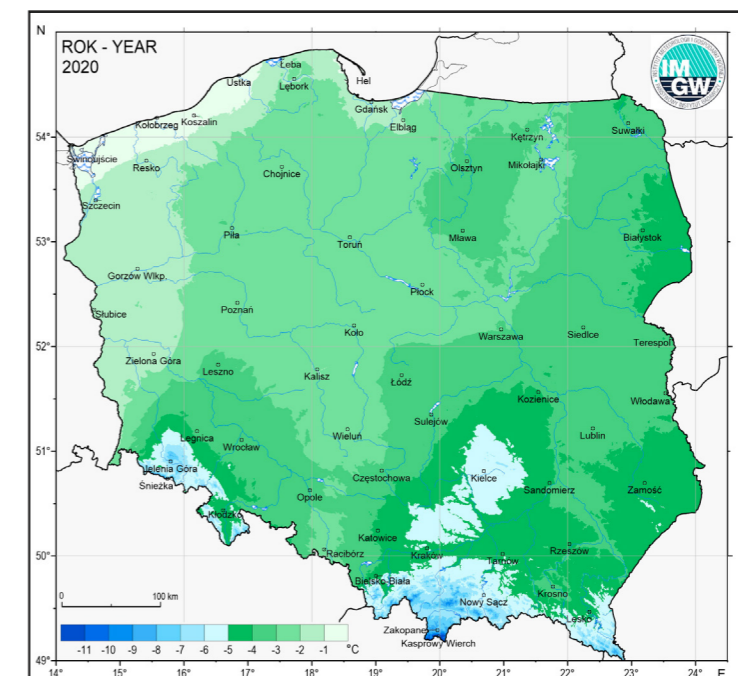 N
ROK - YEAR
2020
IM
GW
Łeba
Ustka
Hel
Lębork
Gdańsk
Koszalin
Kołobrzeg
Elbląg
Suwałki
54°
Kętrzyn
Świnoujście
Resko
Chojnice
Olsztyn
Mikołajki
Szczecin
53°
Piła
Toruń
Mława
Białystok
Gorzów Wlkp.
Płock
Słubice
Poznań
Koło
Warszawa
Siedlce
Terespol
52°
Zielona Góra
Leszno
Kalisz
Łódź
Kozienice
Włodawa
Sulejów
Legnica
Wrocław
Wieluń
Lublin
51°
Jelenia Góra
Śnieżka
Częstochowa
Kielce
Opole
Sandomierz
Zamość
Kłodzko
Katowice
50°
Racibórz
Kraków
Tarnów
Rzeszów
Bielsko-Biała
Nowy Sącz
Krosno
Lesko
0 100 km
Zakopane
Kasprowy Wierch
-11 -10 -9 -8 -7 -6 -5 -4 -3 -2 -1 °C
49°
14° 15° 16° 17° 18° 19° 20° 21° 22° 23° 24° E